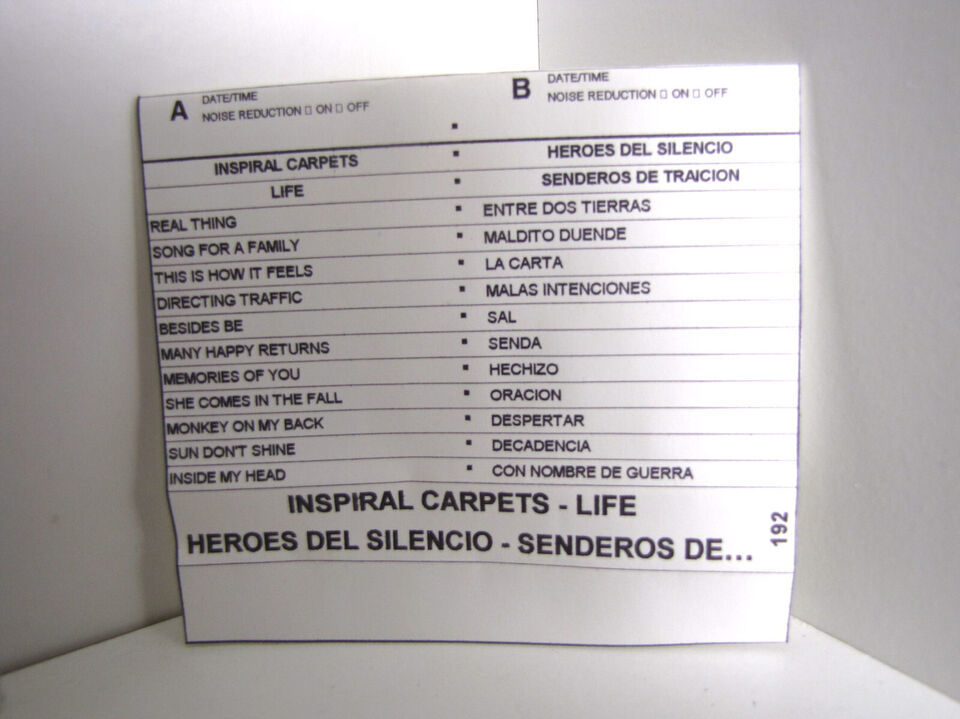 A DATE/TIME
NOISE REDUCTION □ ON □ OFF
INSPIRAL CARPETS
LIFE
REAL THING
SONG FOR A FAMILY
THIS IS HOW IT FEELS
DIRECTING TRAFFIC
BESIDES BE
MANY HAPPY RETURNS
MEMORIES OF YOU
SHE COMES IN THE FALL
MONKEY ON MY BACK
SUN DON'T SHINE
INSIDE MY HEAD
B DATE/TIME
NOISE REDUCTION □ ON □ OFF
HEROES DEL SILENCIO
SENDEROS DE TRAICION
ENTRE DOS TIERRAS
MALDITO DUENDE
LA CARTA
MALAS INTENCIONES
SAL
SENDA
HECHIZO
ORACION
DESPERTAR
DECADENCIA
CON NOMBRE DE GUERRA
INSPIRAL CARPETS - LIFE
HEROES DEL SILENCIO - SENDEROS DE...
192